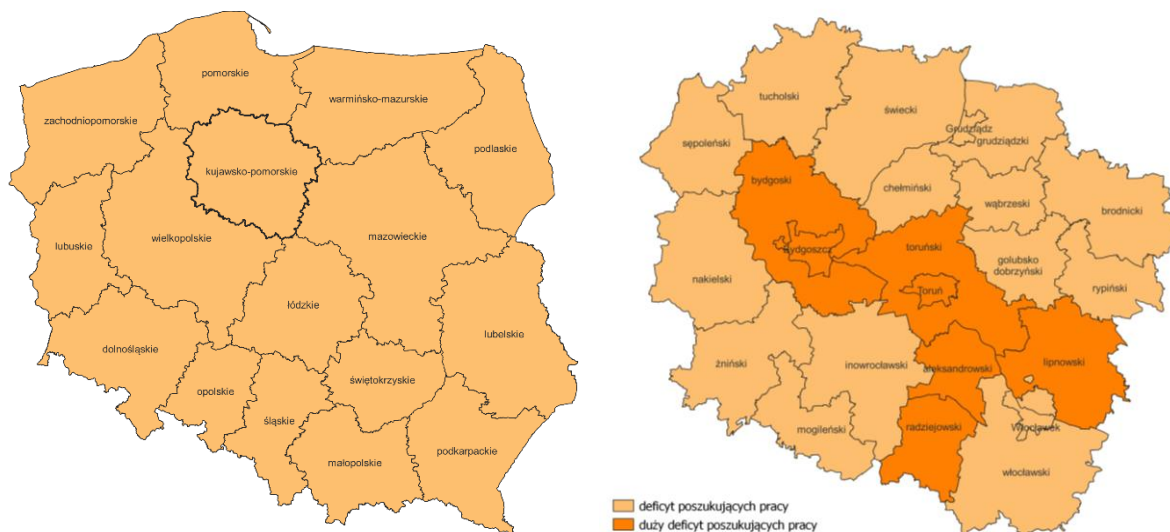 pomorskie
warmińsko-mazurskie
zachodniopomorskie
podlaskie
kujawsko-pomorskie
lubuskie
wielkopolskie
mazowieckie
łódzkie
lubelskie
dolnośląskie
świętokrzyskie
opolskie
śląskie
podkarpackie
małopolskie
tucholski
świecki
Grudziądz
grudziądzki
sępoleński
bydgoski
chełmiński
wąbrzeski
brodnicki
Bydgoszcz
toruński
golubsko
dobrzyński
nakielski
Toruń
rypiński
żniński
inowrocławski
aleksandrowski
lipnowski
mogileński
radziejowski
Włocławek
włocławski
deficyt poszukujących pracy
duży deficyt poszukujących pracy